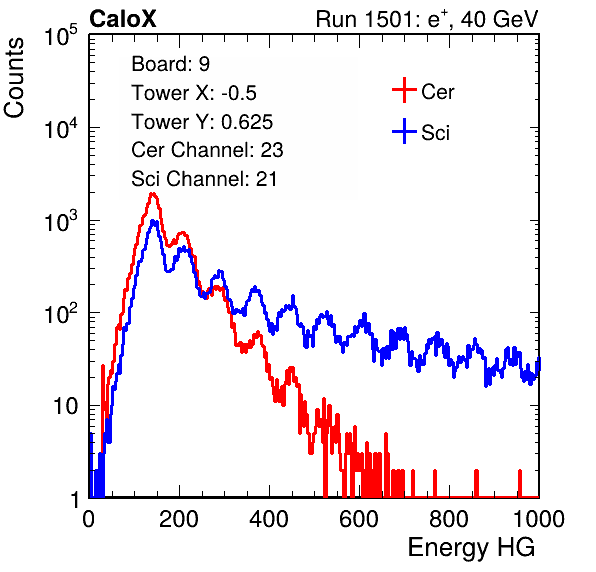 CaloX Run 1501: e⁺, 40 GeV
Counts
Board: 9
Tower X: -0.5
Tower Y: 0.625
Cer Channel: 23
Sci Channel: 21
Cer
Sci
10⁵
10⁴
10³
10²
10
1
0 200 400 600 800 1000
Energy HG